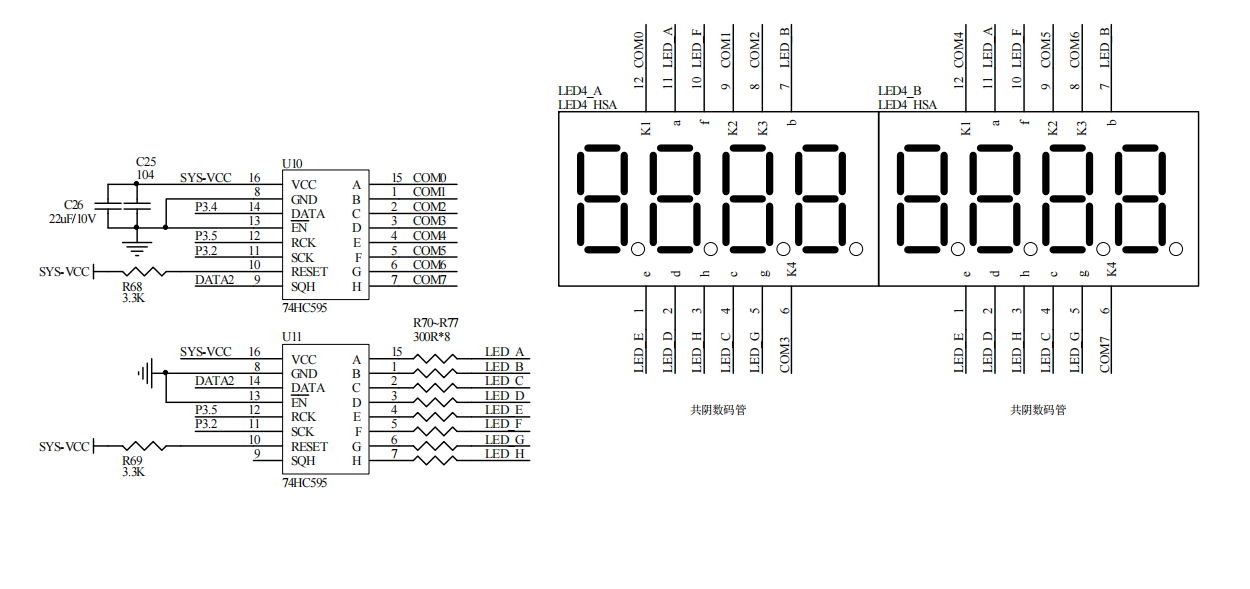 C25
104
C26
22uF/10V
U10
SYS-VCC 16 VCC A 15 COM0
8 GND B 1 COM1
P3.4 14 DATA C 2 COM2
13 EN D 3 COM3
P3.5 12 RCK E 4 COM4
P3.2 11 SCK F 5 COM5
SYS-VCC 10 RESET G 6 COM6
DATA2 9 SQH H 7 COM7
R68
3.3K
74HC595
R70~R77
300R*8
U11
SYS-VCC 16 VCC A 15 LED_A
8 GND B 1 LED_B
DATA2 14 DATA C 2 LED_C
13 EN D 3 LED_D
P3.5 12 RCK E 4 LED_E
P3.2 11 SCK F 5 LED_F
SYS-VCC 10 RESET G 6 LED_G
9 SQH H 7 LED_H
R69
3.3K
74HC595
LED4_A
LED4_HSA
12 COM0
11 LED_A
10 LED_F
9 COM1
8 COM2
7 LED_B
K1 a f K2 K3 b
e d h c g K4
LED_E 1
LED_D 2
LED_H 3
LED_C 4
LED_G 5
COM3 6
共阴数码管
LED4_B
LED4_HSA
12 COM4
11 LED_A
10 LED_F
9 COM5
8 COM6
7 LED_B
K1 a f K2 K3 b
e d h c g K4
LED_E 1
LED_D 2
LED_H 3
LED_C 4
LED_G 5
COM7 6
共阴数码管